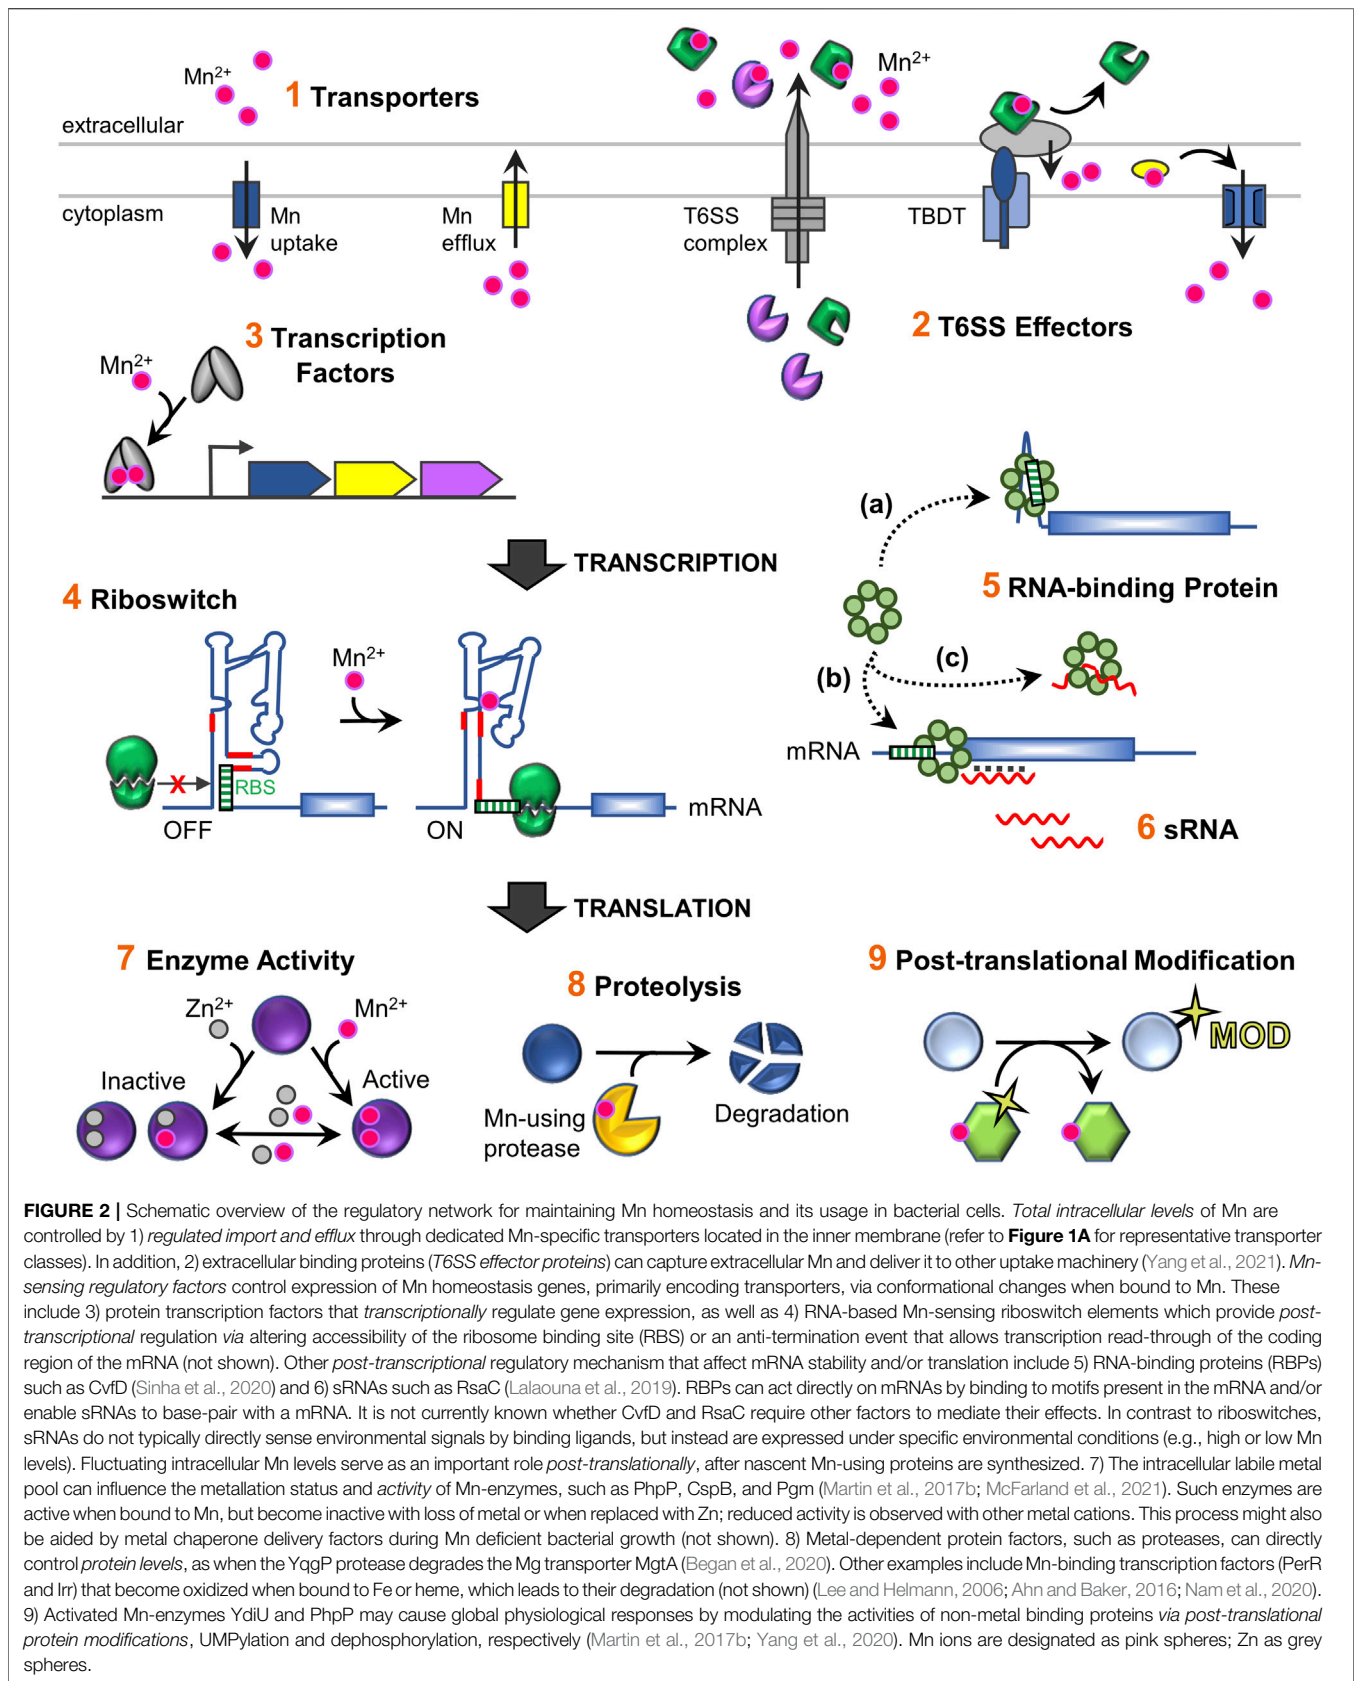 Mn2+
1 Transporters
Mn2+
extracellular
cytoplasm
Mn
uptake
Mn
efflux
T6SS
complex
TBDT
2 T6SS Effectors
3 Transcription
Factors
Mn2+
(a)
TRANSCRIPTION
4 Riboswitch
5 RNA-binding Protein
Mn2+
(b)
(c)
mRNA
X
RBS
OFF
ON
mRNA
6 sRNA
TRANSLATION
7 Enzyme Activity
8 Proteolysis
9 Post-translational Modification
Zn2+
Mn2+
Inactive
Active
Mn-using
protease
Degradation
MOD
FIGURE 2 | Schematic overview of the regulatory network for maintaining Mn homeostasis and its usage in bacterial cells. Total intracellular levels of Mn are
controlled by 1) regulated import and efflux through dedicated Mn-specific transporters located in the inner membrane (refer to Figure 1A for representative transporter
classes). In addition, 2) extracellular binding proteins (T6SS effector proteins) can capture extracellular Mn and deliver it to other uptake machinery (Yang et al., 2021). Mn-
sensing regulatory factors control expression of Mn homeostasis genes, primarily encoding transporters, via conformational changes when bound to Mn. These
include 3) protein transcription factors that transcriptionally regulate gene expression, as well as 4) RNA-based Mn-sensing riboswitch elements which provide post-
transcriptional regulation via altering accessibility of the ribosome binding site (RBS) or an anti-termination event that allows transcription read-through of the coding
region of the mRNA (not shown). Other post-transcriptional regulatory mechanism that affect mRNA stability and/or translation include 5) RNA-binding proteins (RBPs)
such as CvfD (Sinha et al., 2020) and 6) sRNAs such as RsaC (Lalaouna et al., 2019). RBPs can act directly on mRNAs by binding to motifs present in the mRNA and/or
enable sRNAs to base-pair with a mRNA. It is not currently known whether CvfD and RsaC require other factors to mediate their effects. In contrast to riboswitches,
sRNAs do not typically directly sense environmental signals by binding ligands, but instead are expressed under specific environmental conditions (e.g., high or low Mn
levels). Fluctuating intracellular Mn levels serve as an important role post-translationally, after nascent Mn-using proteins are synthesized. 7) The intracellular labile metal
pool can influence the metallation status and activity of Mn-enzymes, such as PhpP, CspB, and Pgm (Martin et al., 2017b; McFarland et al., 2021). Such enzymes are
active when bound to Mn, but become inactive with loss of metal or when replaced with Zn; reduced activity is observed with other metal cations. This process might also
be aided by metal chaperone delivery factors during Mn deficient bacterial growth (not shown). 8) Metal-dependent protein factors, such as proteases, can directly
control protein levels, as when the YqgP protease degrades the Mg transporter MgtA (Began et al., 2020). Other examples include Mn-binding transcription factors (PerR
and Irr) that become oxidized when bound to Fe or heme, which leads to their degradation (not shown) (Lee and Helmann, 2006; Ahn and Baker, 2016; Nam et al., 2020).
9) Activated Mn-enzymes YdiU and PhpP may cause global physiological responses by modulating the activities of non-metal binding proteins via post-translational
protein modifications, UMPylation and dephosphorylation, respectively (Martin et al., 2017b; Yang et al., 2020). Mn ions are designated as pink spheres; Zn as grey
spheres.